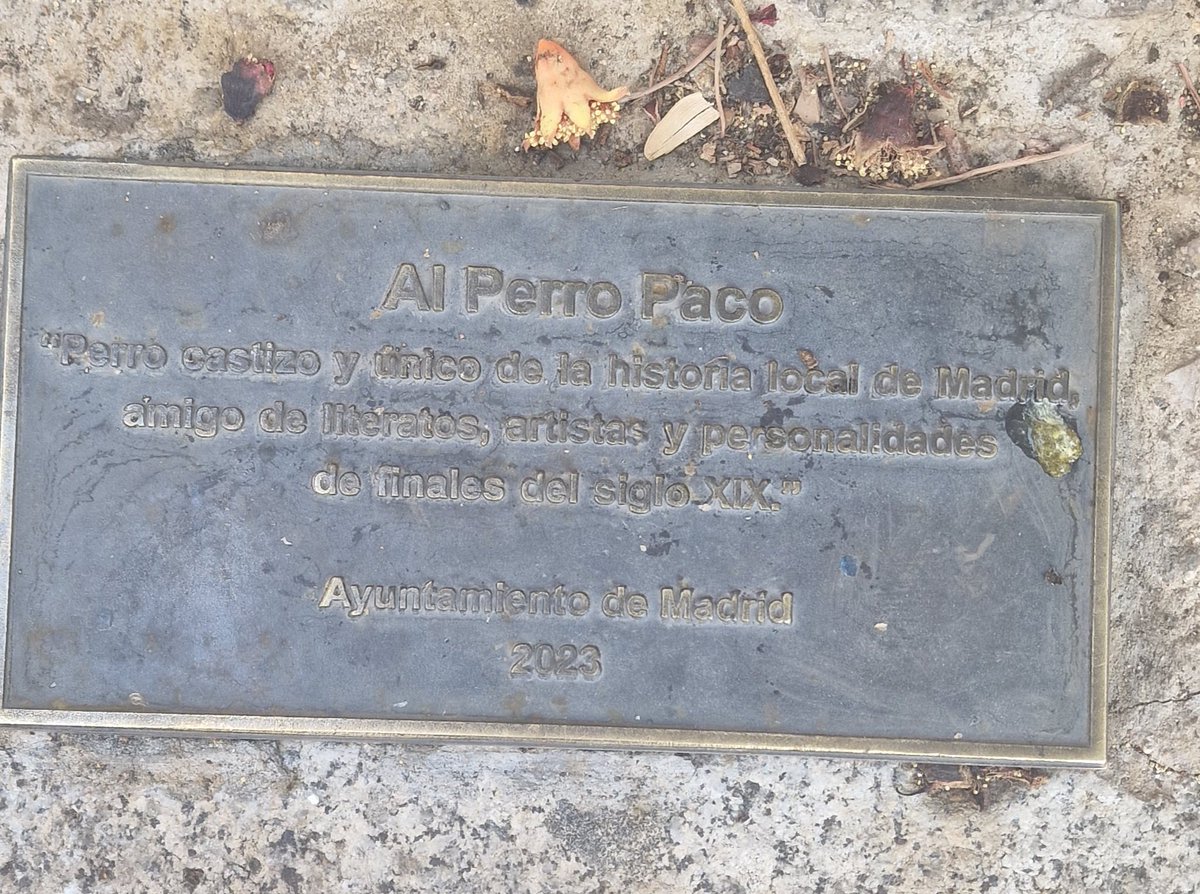 Al Perro Paco
“Perro castizo y único de la historia local de Madrid,
amigo de literatos, artistas y personalidades
de finales del siglo XIX.”
Ayuntamiento de Madrid
2023